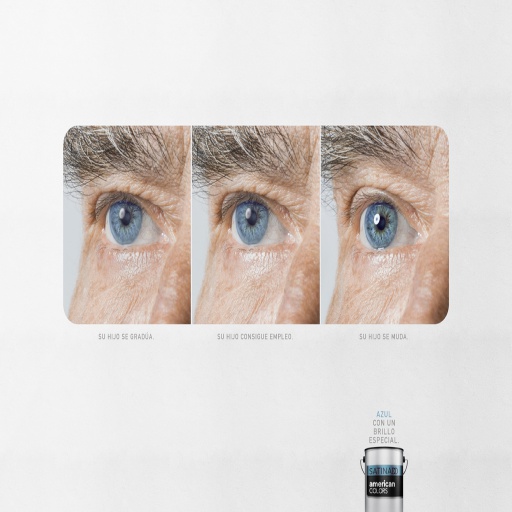 SU HIJO SE GRADÚA.
SU HIJO CONSIGUE EMPLEO.
SU HIJO SE MUDA.
AZUL
CON UN
BRILLO
ESPECIAL.
SATINADO
american
COLORS